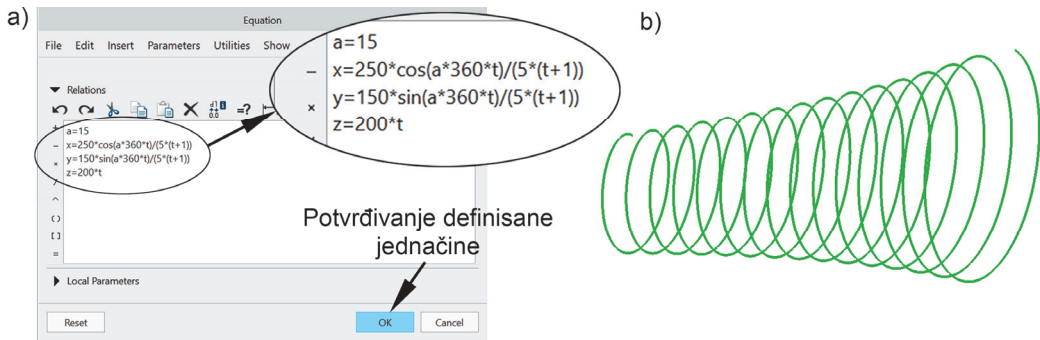 a)
Equation
File Edit Insert Parameters Utilities Show
Relations
a=15
x=250*cos(a*360*t)/(5*(t+1))
y=150*sin(a*360*t)/(5*(t+1))
z=200*t
a=15
x=250*cos(a*360*t)/(5*(t+1))
y=150*sin(a*360*t)/(5*(t+1))
z=200*t
Potvrđivanje definisane
jednačine
Local Parameters
Reset OK Cancel
b)